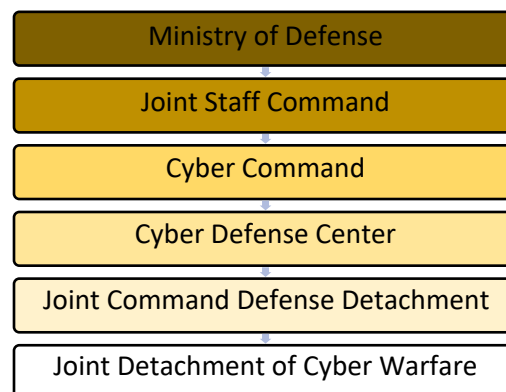 Ministry of Defense
Joint Staff Command
Cyber Command
Cyber Defense Center
Joint Command Defense Detachment
Joint Detachment of Cyber Warfare